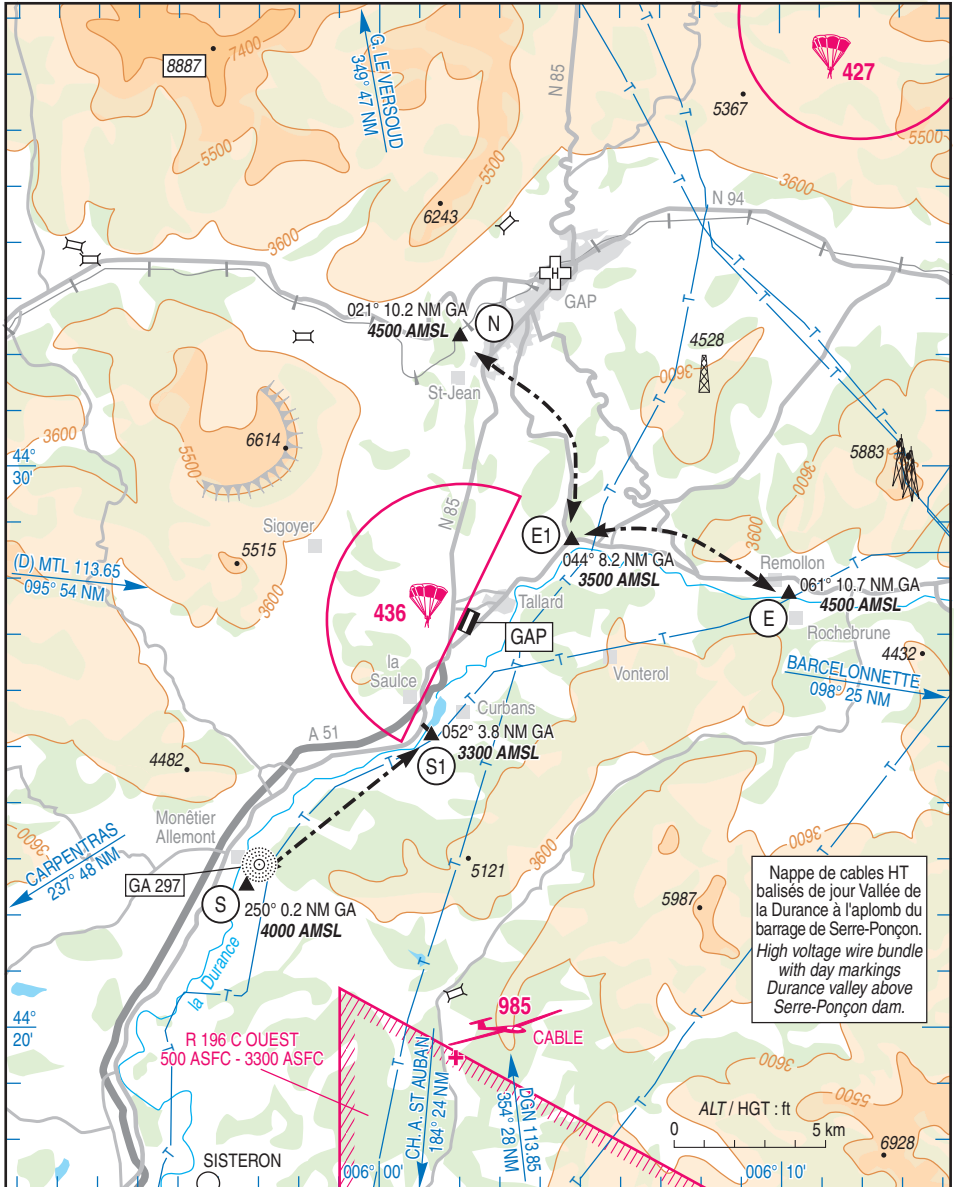 7400
8887
G. LE VERSOUD
349° 47 NM
N 85
427
5367
5500
5500
5500
3600
6243
3600
N 94
H
GAP
021° 10.2 NM GA
4500 AMSL
N
4528
3600
St-Jean
3600
5500
6614
44°
30'
5883
3600
N 85
Sigoyer
5515
3600
E1
044° 8.2 NM GA
3500 AMSL
3600
Remollon
061° 10.7 NM GA
4500 AMSL
(D) MTL 113.65
095° 54 NM
436
Tallard
GAP
E
Rochebrune
4432
la
Saulce
Vonterol
BARCELONNETTE
098° 25 NM
Curbans
A 51
052° 3.8 NM GA
3300 AMSL
S1
4482
Monêtier
Allemont
3600
CARPENTRAS
237° 48 NM
GA 297
S
250° 0.2 NM GA
4000 AMSL
5121
3600
3600
5987
Nappe de cables HT
balisés de jour Vallée de
la Durance à l'aplomb du
barrage de Serre-Ponçon.
High voltage wire bundle
with day markings
Durance valley above
Serre-Ponçon dam.
la Durance
44°
20'
R 196 C OUEST
500 ASFC - 3300 ASFC
985
CABLE
CH. A. ST AUBAN
184° 24 NM
DGN 113.85
354° 28 NM
3600
5500
ALT / HGT : ft
0 5 km
6928
SISTERON
006° 00'
006° 10'